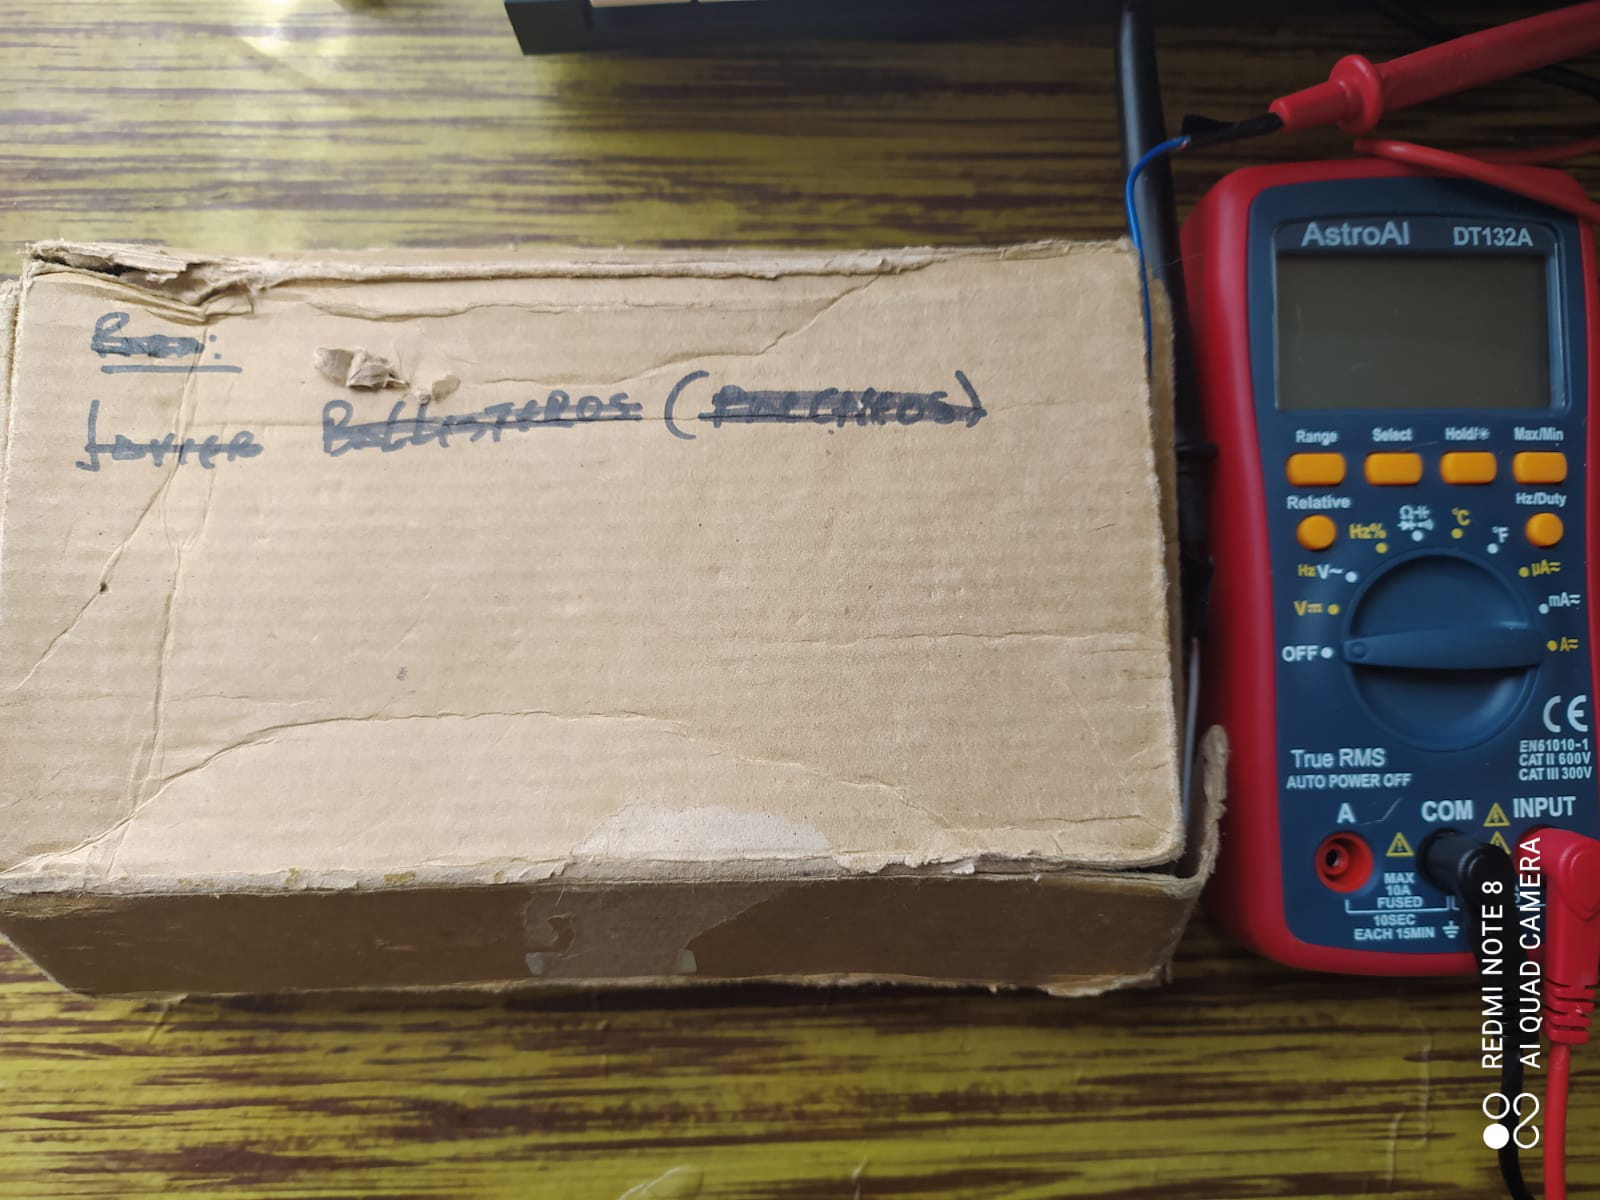 Para:
Javier Ballesteros (
AstroAI DT132A
Range Select Hold/☀ Max/Min
Relative Hz/Duty
Hz% Ω °C °F
Hz V~ µA≂
V⎓ mA≂
OFF A≂
CE
True RMS EN61010-1
AUTO POWER OFF CAT II 600V
CAT III 300V
A COM INPUT
MAX
10A
FUSED
10SEC
EACH 15MIN
REDMI NOTE 8
AI QUAD CAMERA